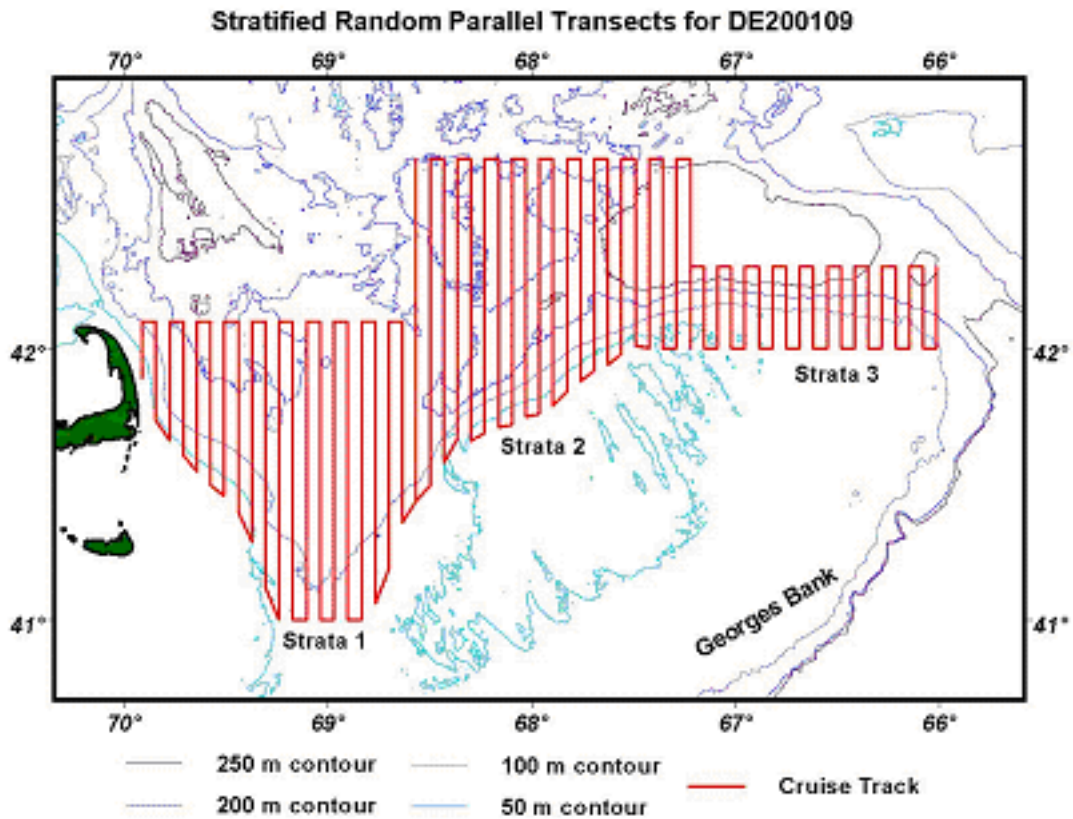 Stratified Random Parallel Transects for DE200109
70° 69° 68° 67° 66°
42° 42°
Strata 3
Strata 2
41° 41°
Strata 1
Georges Bank
70° 69° 68° 67° 66°
250 m contour 100 m contour Cruise Track
200 m contour 50 m contour